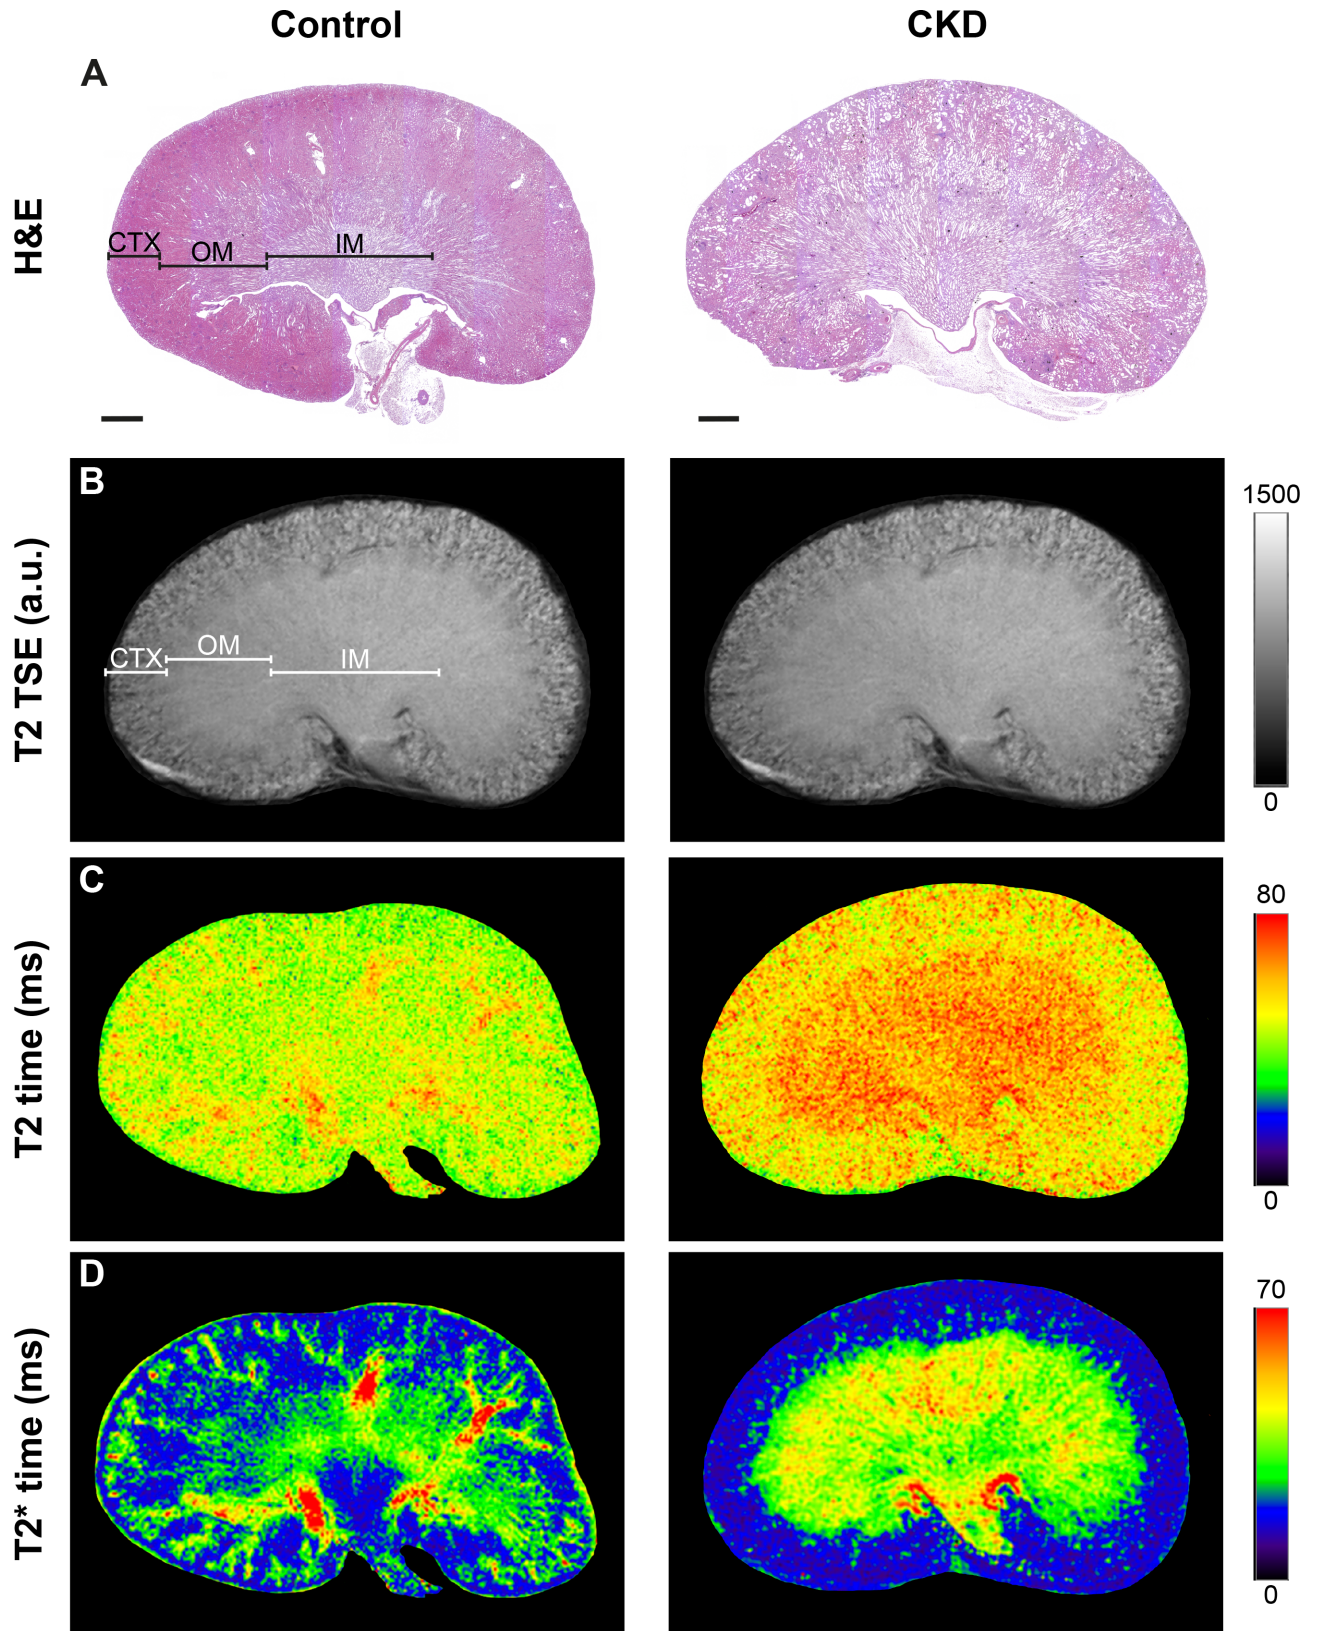 Control
CKD
A
H&E
CTX
OM
IM
B
T2 TSE (a.u.)
CTX
OM
IM
1500
0
C
T2 time (ms)
80
0
D
T2* time (ms)
70
0